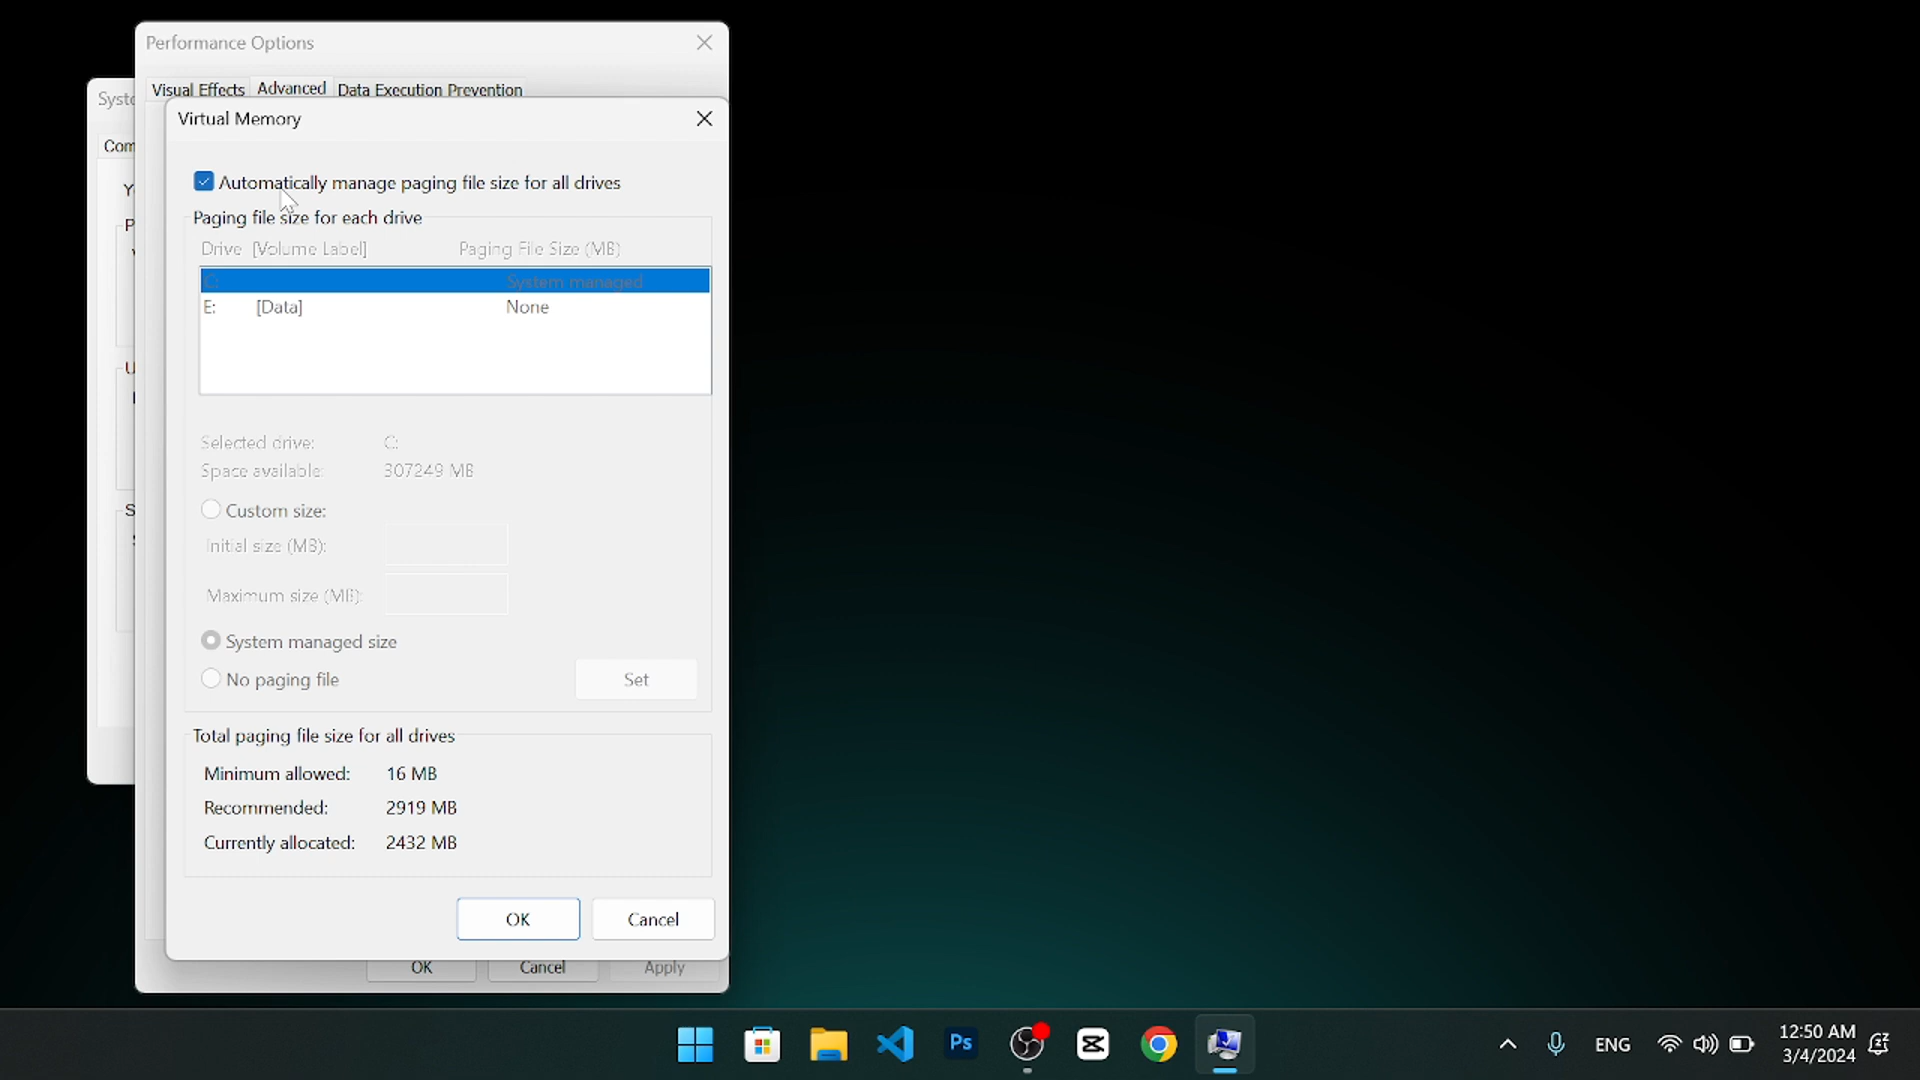 Performance Options
Visual Effects Advanced Data Execution Prevention
Syst
Virtual Memory
Com
Automatically manage paging file size for all drives
Paging file size for each drive
Drive [Volume Label] Paging File Size (MB)
C: System managed
E: [Data] None
Selected drive: C:
Space available: 307249 MB
Custom size:
Initial size (MB):
Maximum size (MB):
System managed size
No paging file
Set
Total paging file size for all drives
Minimum allowed: 16 MB
Recommended: 2919 MB
Currently allocated: 2432 MB
OK Cancel
OK Cancel Apply
Ps
ENG
12:50 AM
3/4/2024